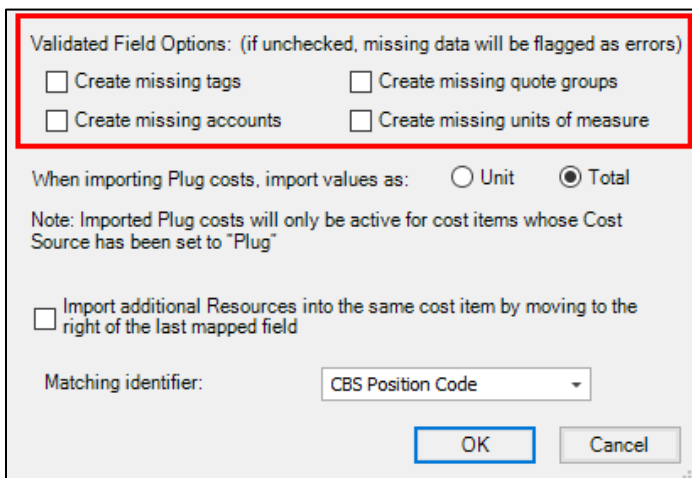 Validated Field Options: (if unchecked, missing data will be flagged as errors)
Create missing tags Create missing quote groups
Create missing accounts Create missing units of measure
When importing Plug costs, import values as: Unit Total
Note: Imported Plug costs will only be active for cost items whose Cost
Source has been set to "Plug"
Import additional Resources into the same cost item by moving to the
right of the last mapped field
Matching identifier: CBS Position Code
OK Cancel